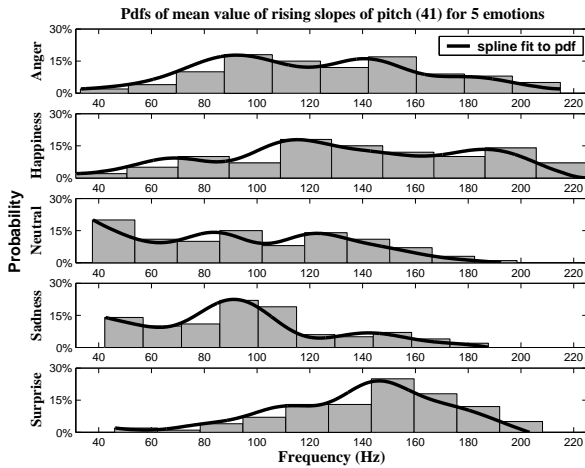 Pdfs of mean value of rising slopes of pitch (41) for 5 emotions
30%
15%
0%
Anger
spline fit to pdf
40 60 80 100 120 140 160 180 200 220
30%
15%
0%
Happiness
40 60 80 100 120 140 160 180 200 220
Probability
30%
15%
0%
Neutral
40 60 80 100 120 140 160 180 200 220
30%
15%
0%
Sadness
40 60 80 100 120 140 160 180 200 220
30%
15%
0%
Surprise
40 60 80 100 120 140 160 180 200 220
Frequency (Hz)